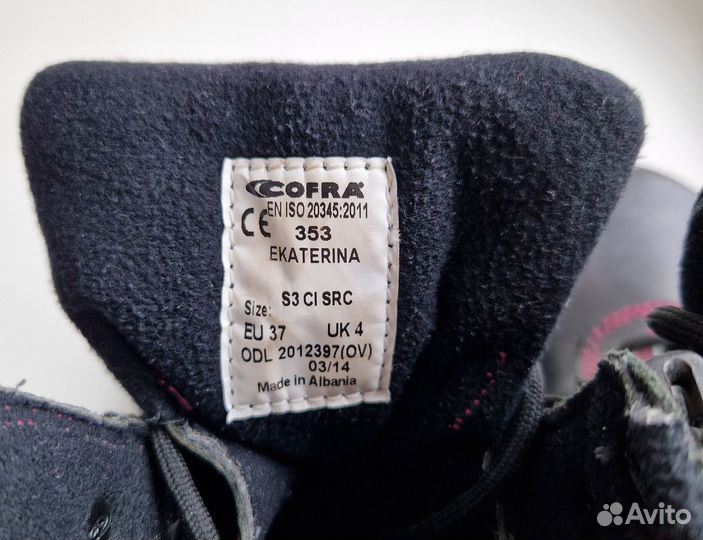 COFRA
CE EN ISO 20345:2011
353
EKATERINA
Size: S3 CI SRC
EU 37 UK 4
ODL 2012397(OV)
03/14
Made in Albania
Avito